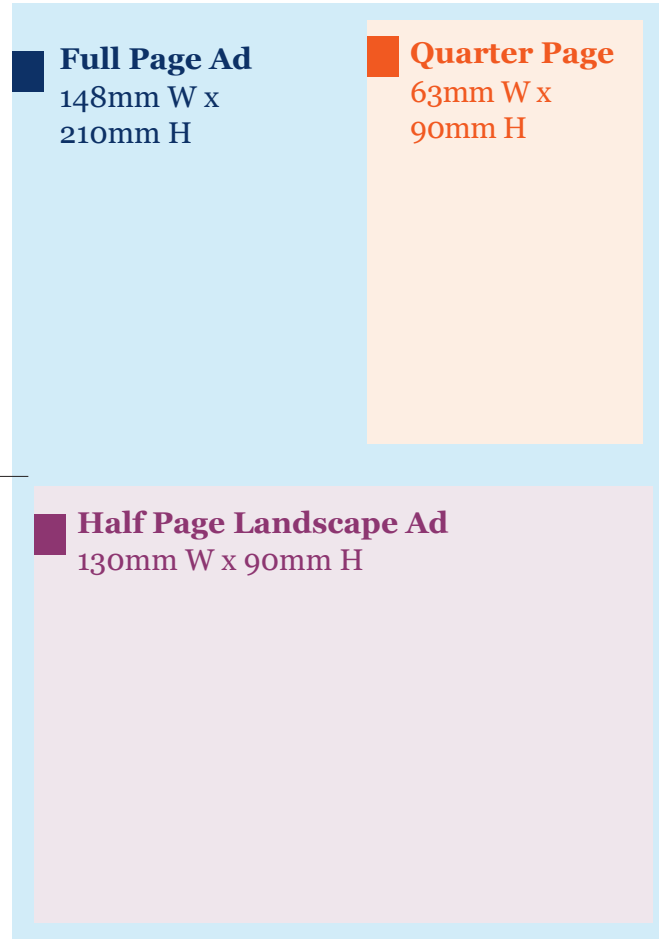 Full Page Ad
148mm W x
210mm H
Quarter Page
63mm W x
90mm H
Half Page Landscape Ad
130mm W x 90mm H